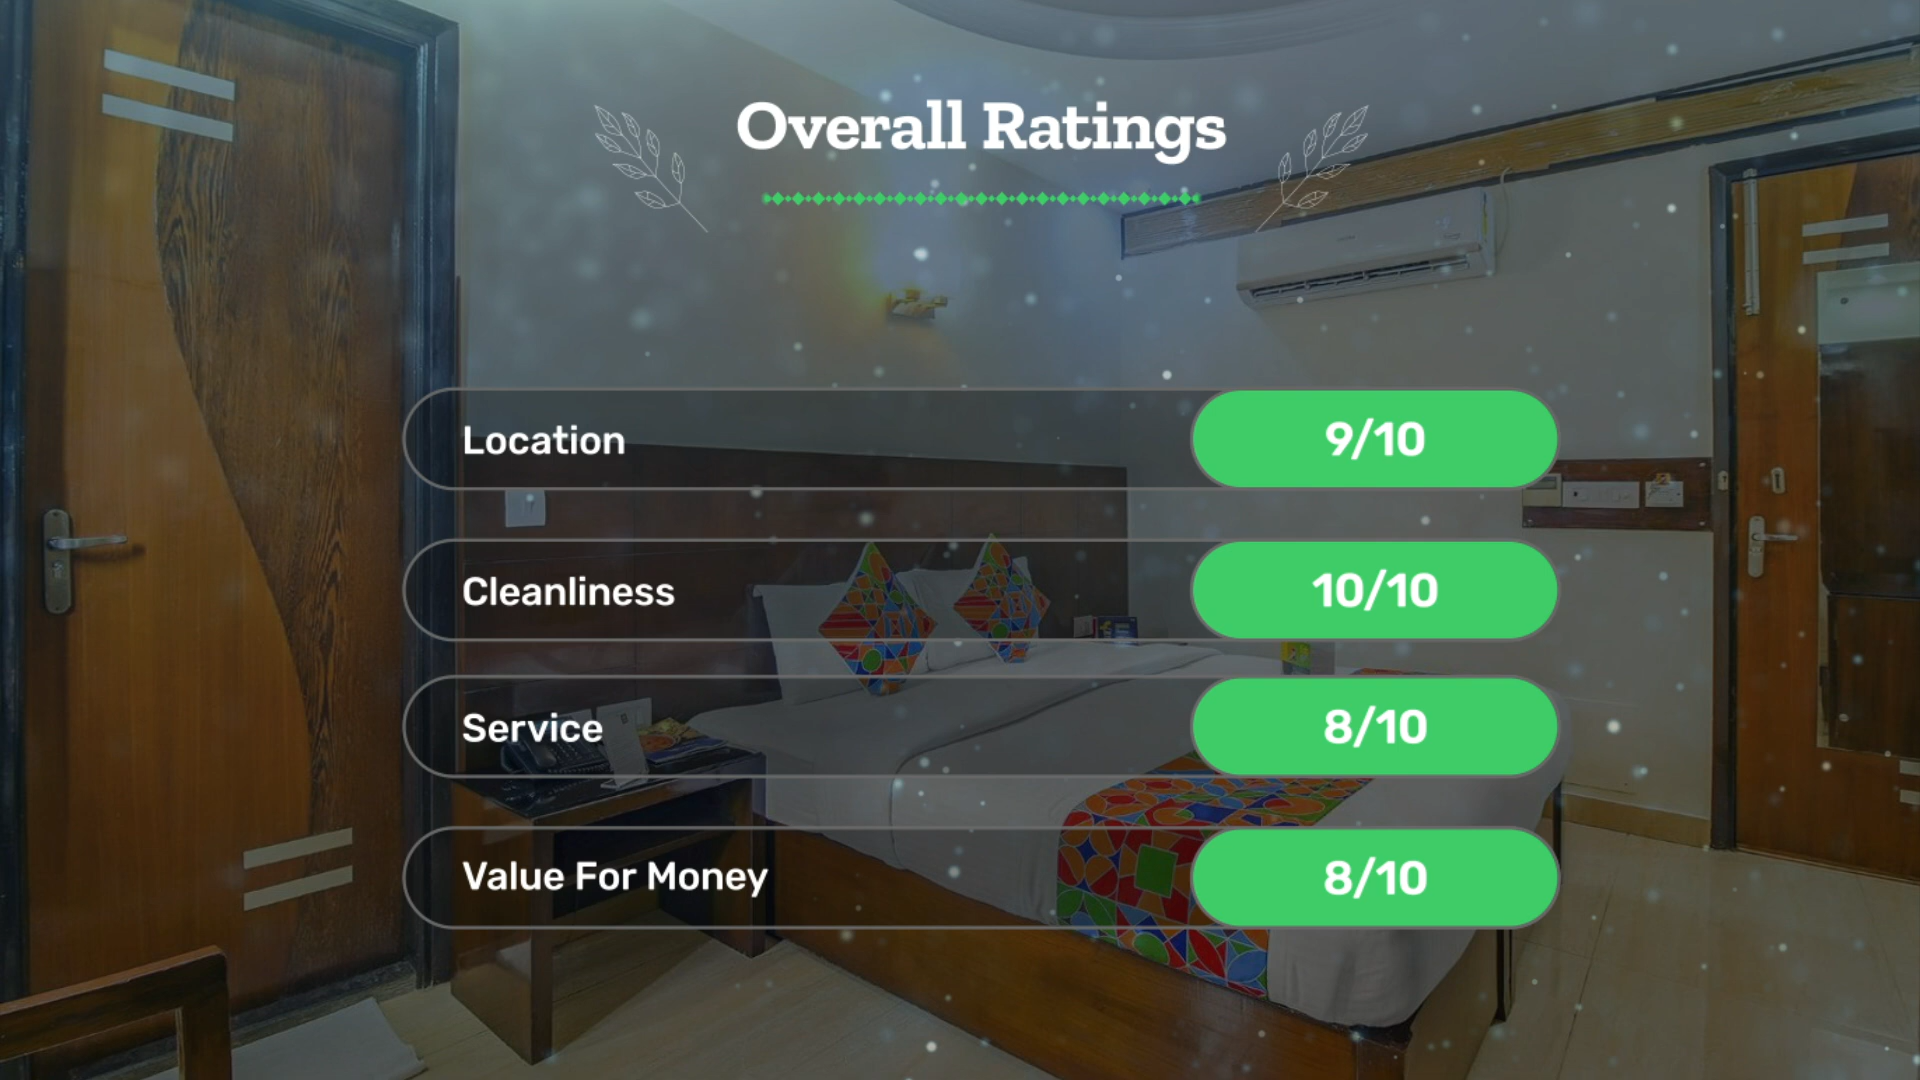 Overall Ratings
Location 9/10
Cleanliness 10/10
Service 8/10
Value For Money 8/10